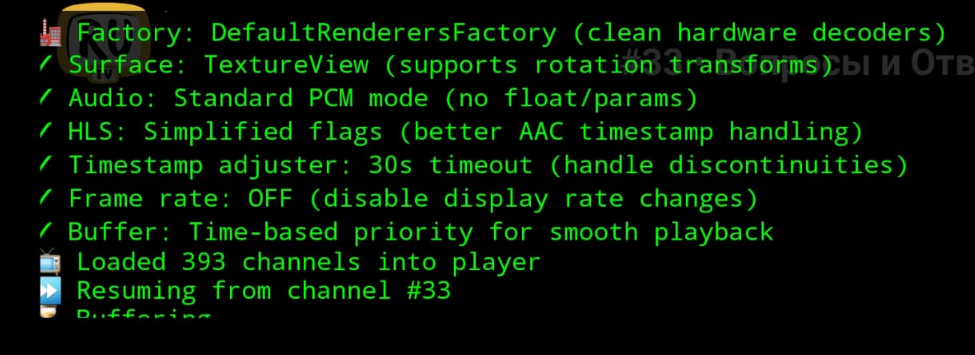 Factory: DefaultRenderersFactory (clean hardware decoders)
✓ Surface: TextureView (supports rotation transforms)
#33 • Вопросы и Отв
✓ Audio: Standard PCM mode (no float/params)
✓ HLS: Simplified flags (better AAC timestamp handling)
✓ Timestamp adjuster: 30s timeout (handle discontinuities)
✓ Frame rate: OFF (disable display rate changes)
✓ Buffer: Time-based priority for smooth playback
Loaded 393 channels into player
Resuming from channel #33
Buffering